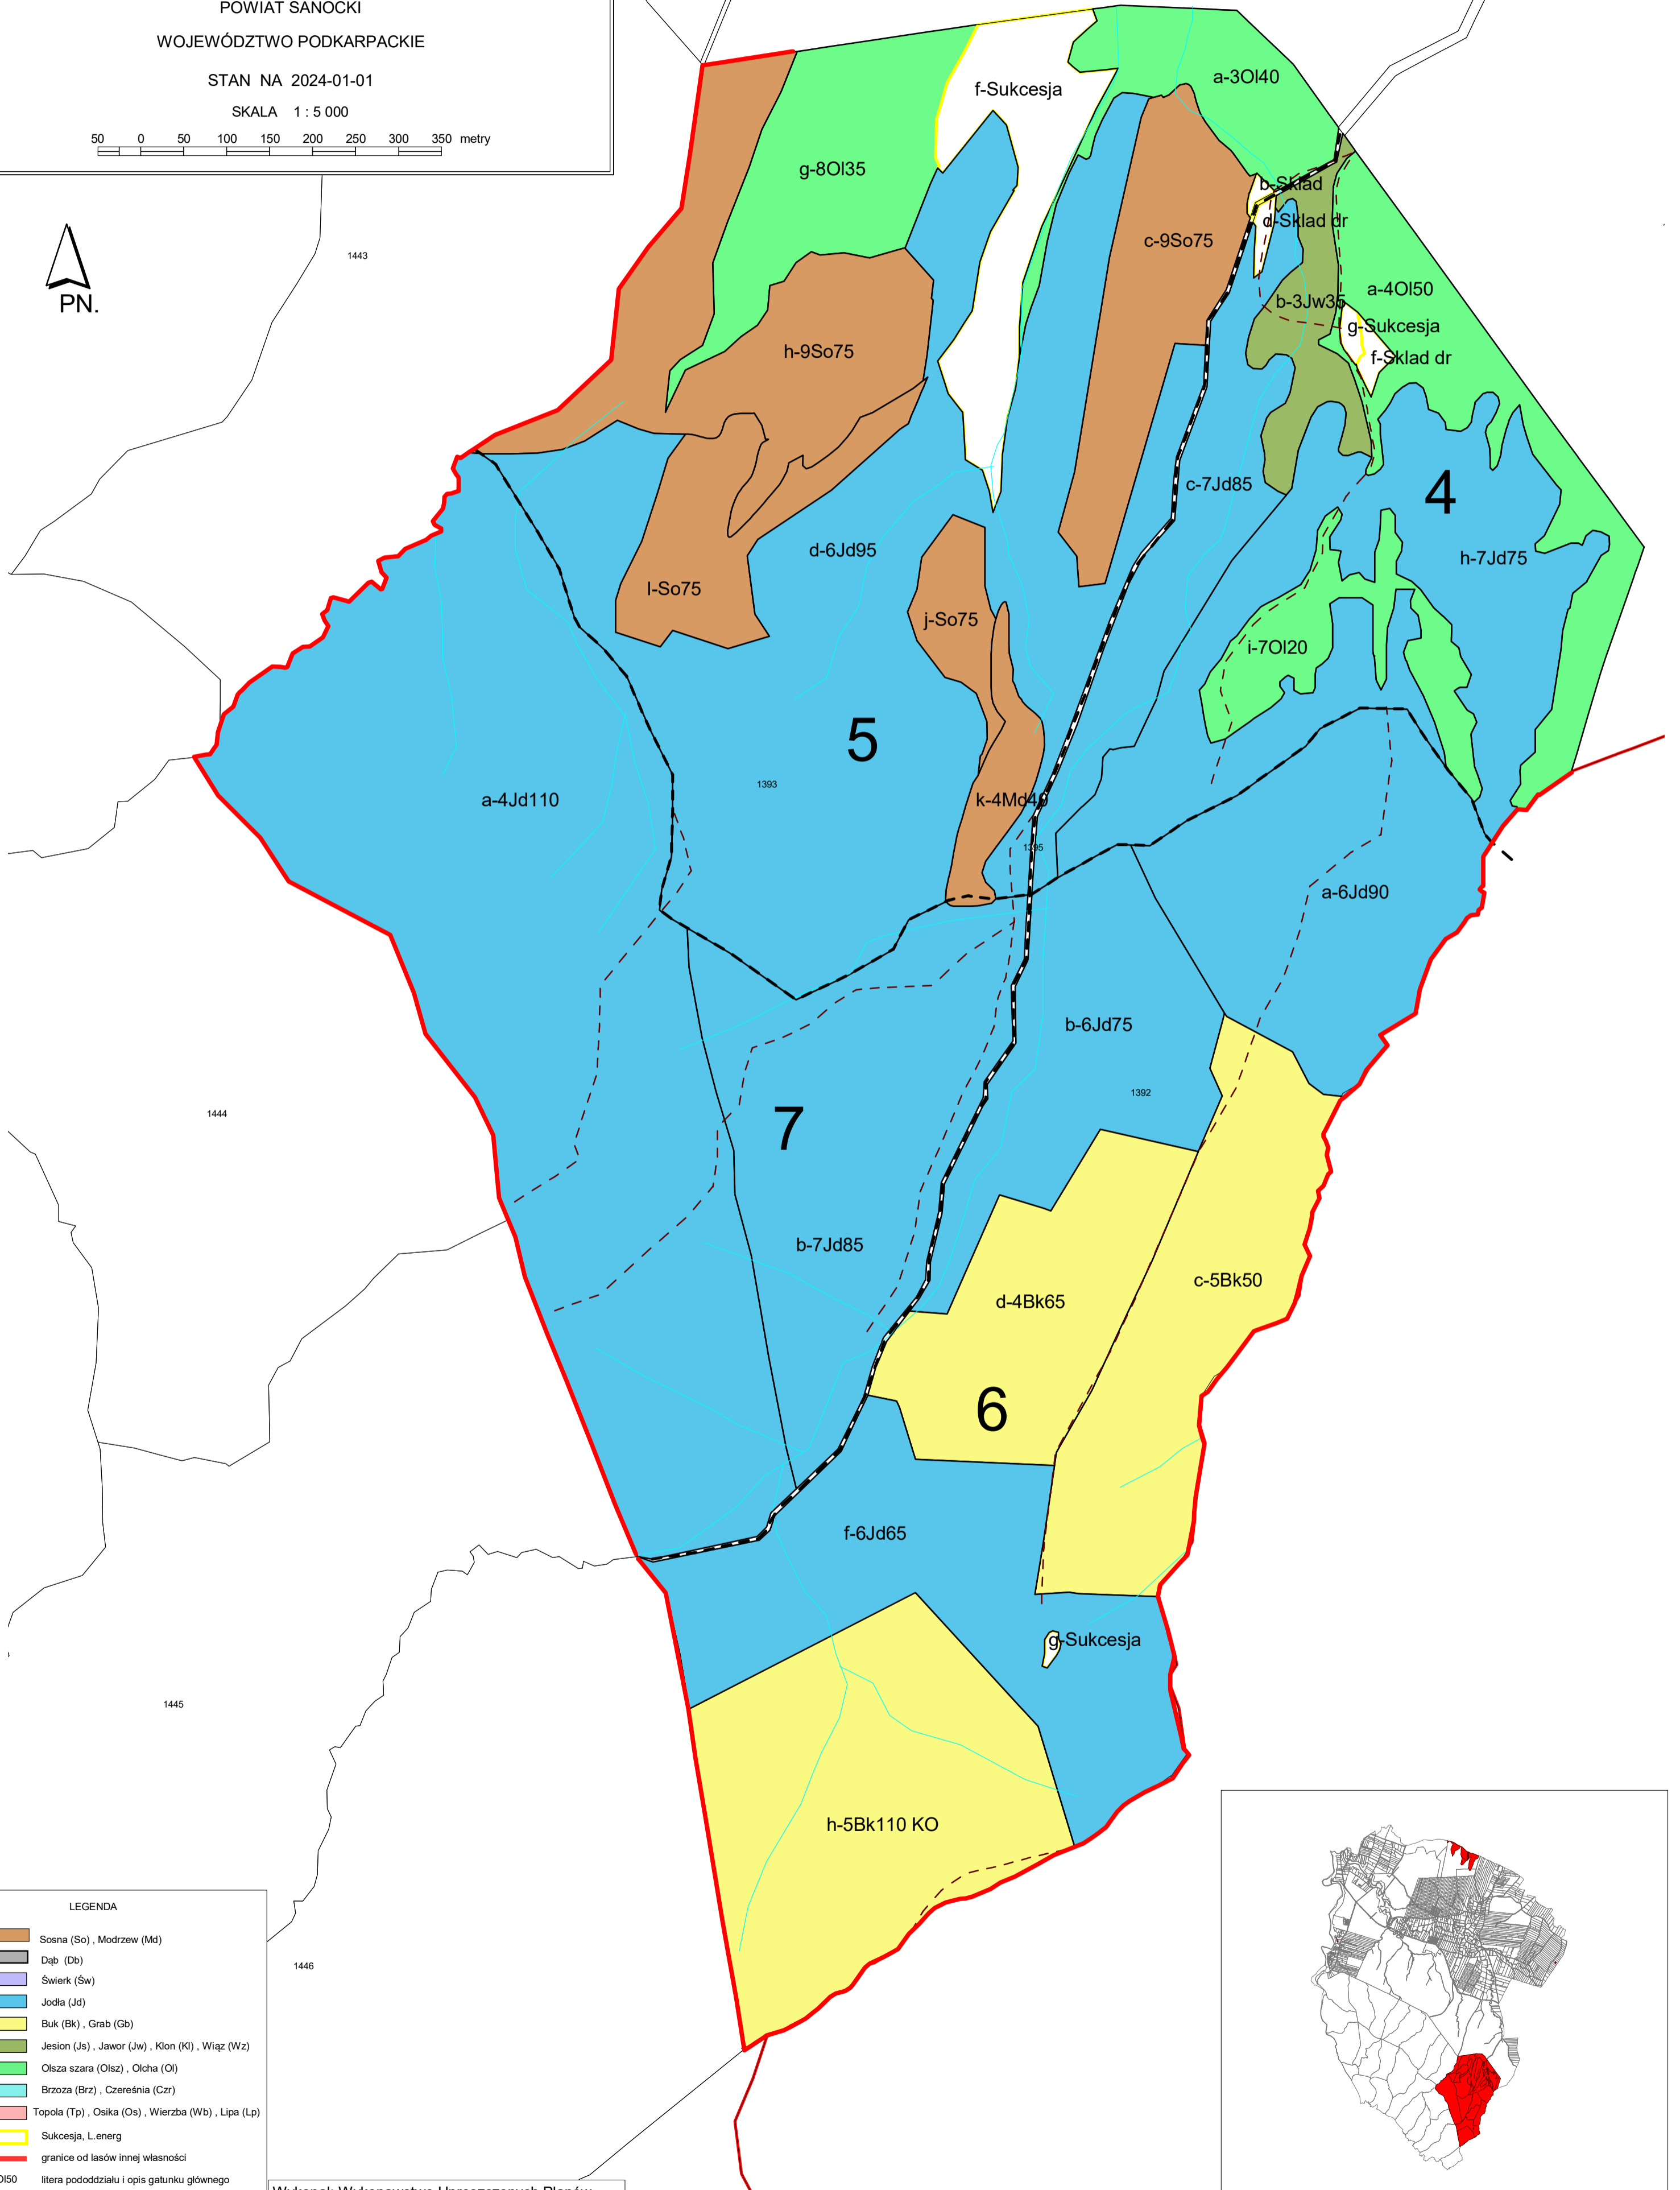 POWIAT SANOCKI
WOJEWÓDZTWO PODKARPACKIE
STAN NA 2024-01-01
SKALA 1 : 5 000
50 0 50 100 150 200 250 300 350 metry
PN.
1443
f-Sukcesja
a-3Ol40
g-8Ol35
b-Sklad
d-Sklad dr
c-9So75
a-4Ol50
b-3Jw35
g-Sukcesja
h-9So75
f-Sklad dr
c-7Jd85
4
d-6Jd95
h-7Jd75
l-So75
j-So75
i-7Ol20
5
1393
a-4Jd110
k-4Md40
1395
a-6Jd90
b-6Jd75
1392
1444
7
b-7Jd85
c-5Bk50
d-4Bk65
6
f-6Jd65
g-Sukcesja
1445
h-5Bk110 KO
1446
LEGENDA
Sosna (So) , Modrzew (Md)
Dąb (Db)
Świerk (Św)
Jodła (Jd)
Buk (Bk) , Grab (Gb)
Jesion (Js) , Jawor (Jw) , Klon (Kl) , Wiąz (Wz)
Olsza szara (Olsz) , Olcha (Ol)
Brzoza (Brz) , Czereśnia (Czr)
Topola (Tp) , Osika (Os) , Wierzba (Wb) , Lipa (Lp)
Sukcesja, L.energ
granice od lasów innej własności
Ol50 litera pododdziału i opis gatunku głównego